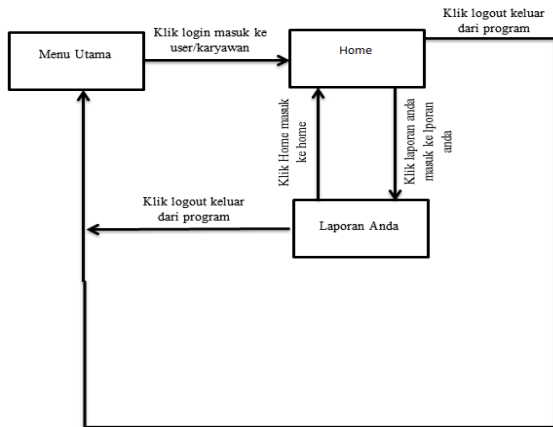 Klik logout keluar
dari program
Klik login masuk ke
user/karyawan
Menu Utama
Home
Klik Home masuk
ke home
Klik laporan anda
masuk ke lporan
anda
Klik logout keluar
dari program
Laporan Anda